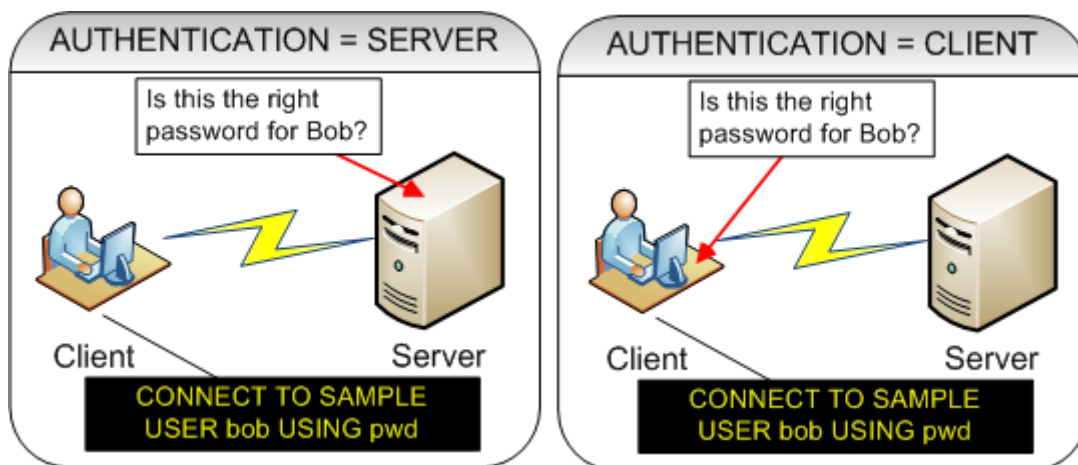 AUTHENTICATION = SERVER
Is this the right
password for Bob?
Client
Server
CONNECT TO SAMPLE
USER bob USING pwd
AUTHENTICATION = CLIENT
Is this the right
password for Bob?
Client
Server
CONNECT TO SAMPLE
USER bob USING pwd